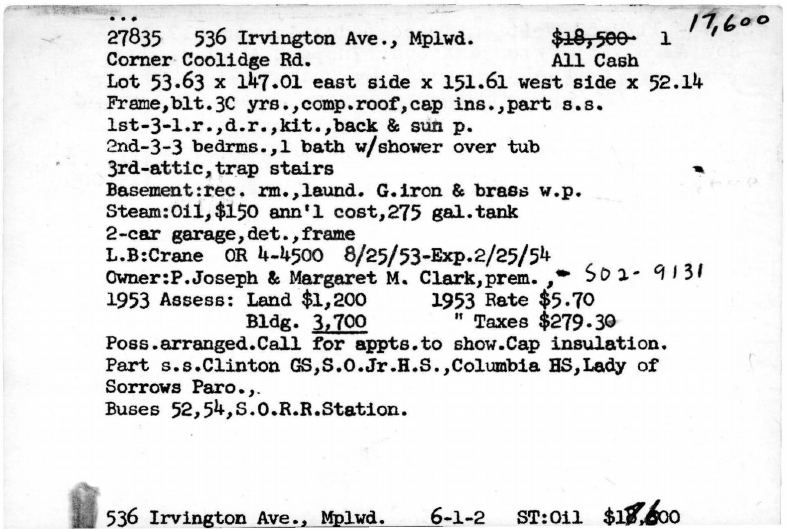 ...
17,600
27835 536 Irvington Ave., Mplwd. $18,500 1
Corner Coolidge Rd. All Cash
Lot 53.63 x 147.01 east side x 151.61 west side x 52.14
Frame,blt.30 yrs.,comp.roof,cap ins.,part s.s.
1st-3-l.r.,d.r.,kit.,back & sun p.
2nd-3-3 bedrms.,1 bath w/shower over tub
3rd-attic,trap stairs
Basement:rec. rm.,laund. G.iron & brass w.p.
Steam:Oil,$150 ann'l cost,275 gal.tank
2-car garage,det.,frame
L.B:Crane OR 4-4500 8/25/53-Exp.2/25/54
Owner:P.Joseph & Margaret M. Clark,prem. ,- SO2-9131
1953 Assess: Land $1,200 1953 Rate $5.70
Bldg. 3,700 " Taxes $279.30
Poss.arranged.Call for appts.to show.Cap insulation.
Part s.s.Clinton GS,S.O.Jr.H.S.,Columbia HS,Lady of
Sorrows Paro.,.
Buses 52,54,S.O.R.R.Station.
536 Irvington Ave., Mplwd. 6-1-2 ST:Oil